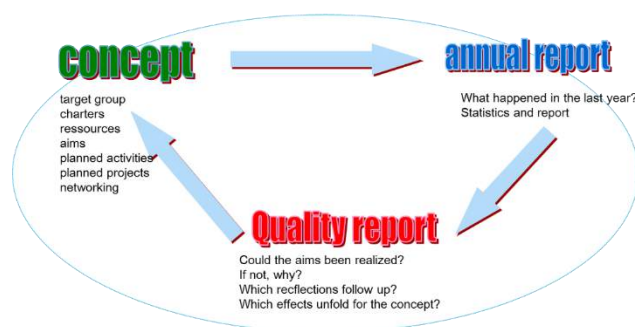 concept
target group
charters
ressources
aims
planned activities
planned projects
networking
annual report
What happened in the last year?
Statistics and report
Quality report
Could the aims been realized?
If not, why?
Which recflections follow up?
Which effects unfold for the concept?